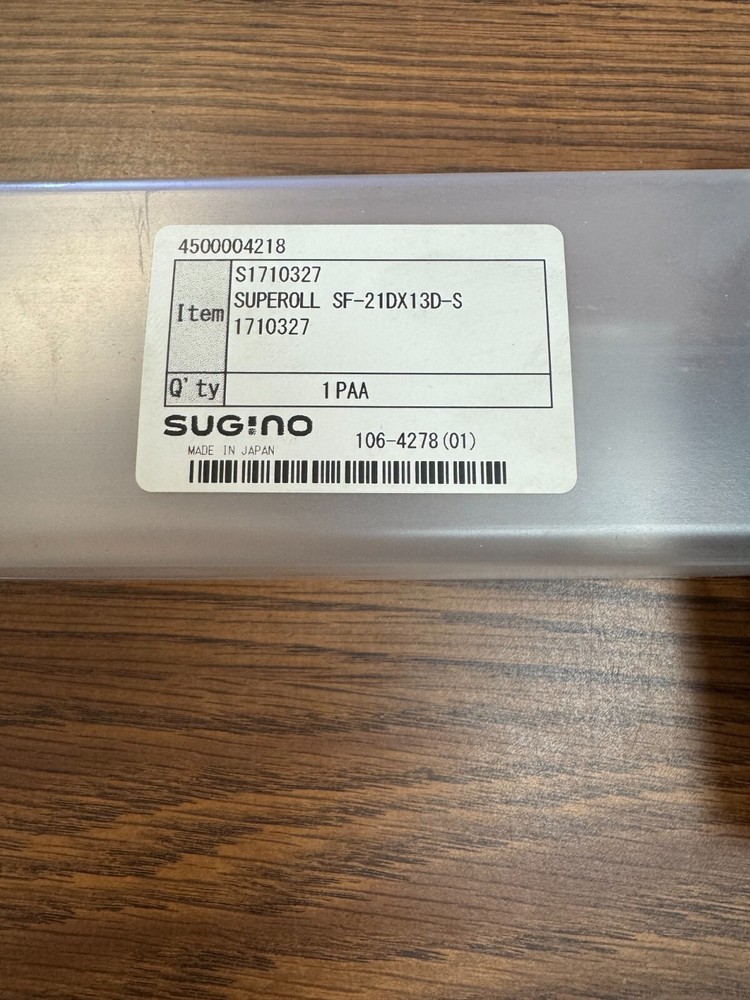 4500004218
Item
S1710327
SUPEROLL SF-21DX13D-S
1710327
Q'ty
1PAA
SUGINO
106-4278(01)
MADE IN JAPAN